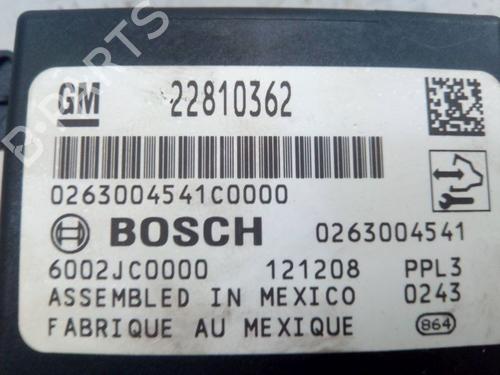 B-PARTS
GM 22810362
0263004541C0000
BOSCH 0263004541
6002JC0000 121208 PPL3
ASSEMBLED IN MEXICO 0243
FABRIQUE AU MEXIQUE 864